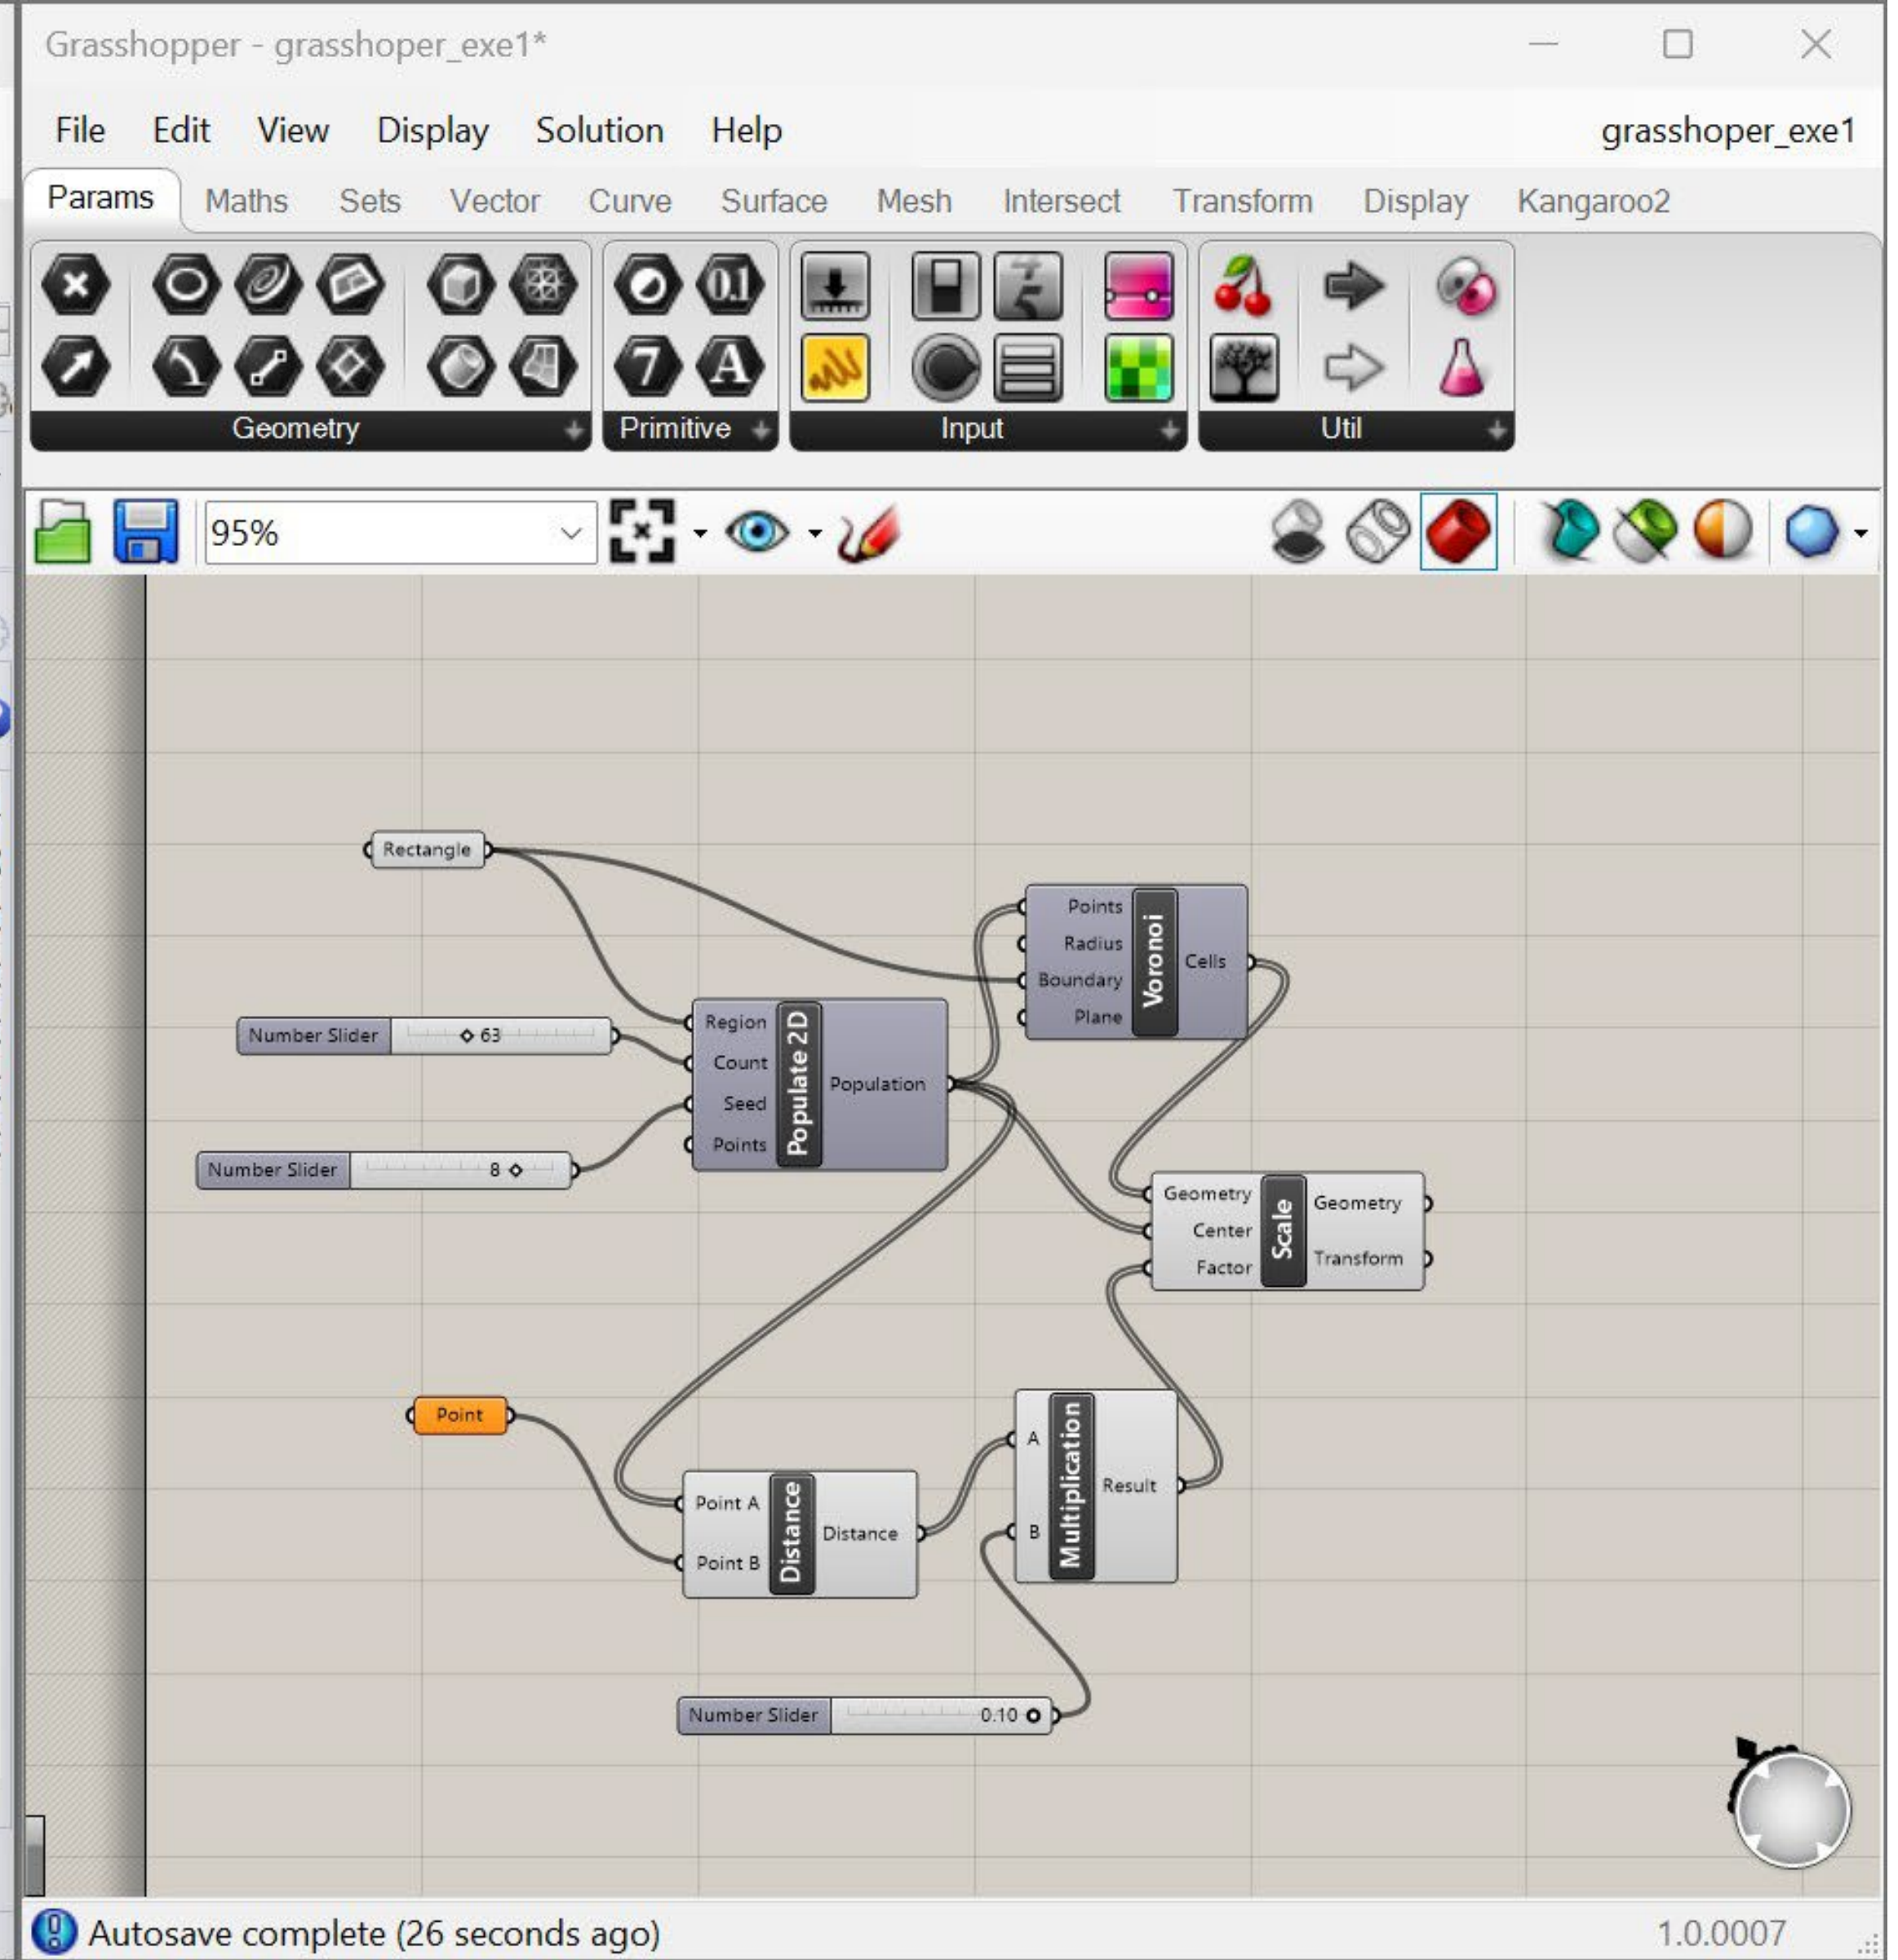 Grasshopper - grasshoper_exe1*
File Edit View Display Solution Help grasshoper_exe1
Params Maths Sets Vector Curve Surface Mesh Intersect Transform Display Kangaroo2
0.1
7 A
Geometry Primitive Input Util
95%
Rectangle
Points
Radius
Boundary
Plane
Voronoi
Cells
Number Slider 63
Region
Count
Seed
Points
Populate 2D
Population
Number Slider 8
Geometry
Center
Factor
Scale
Geometry
Transform
Point
Point A
Point B
Distance
Distance
A
B
Multiplication
Result
Number Slider 0.10
Autosave complete (26 seconds ago) 1.0.0007